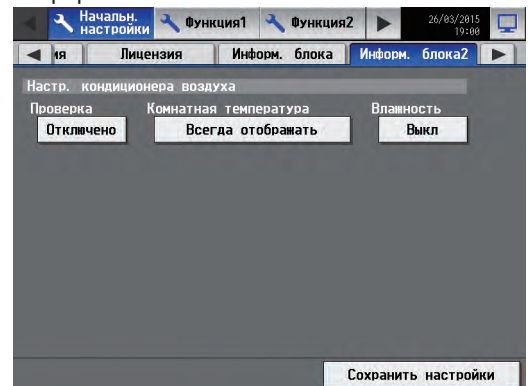 Начальн.
настройки
Функция1
Функция2
26/03/2015
19:00
ия
Лицензия
Информ. блока
Информ. блока2
Настр. кондиционера воздуха
Проверка
Комнатная температура
Влажность
Отключено
Всегда отображать
Выкл
Сохранить настройки